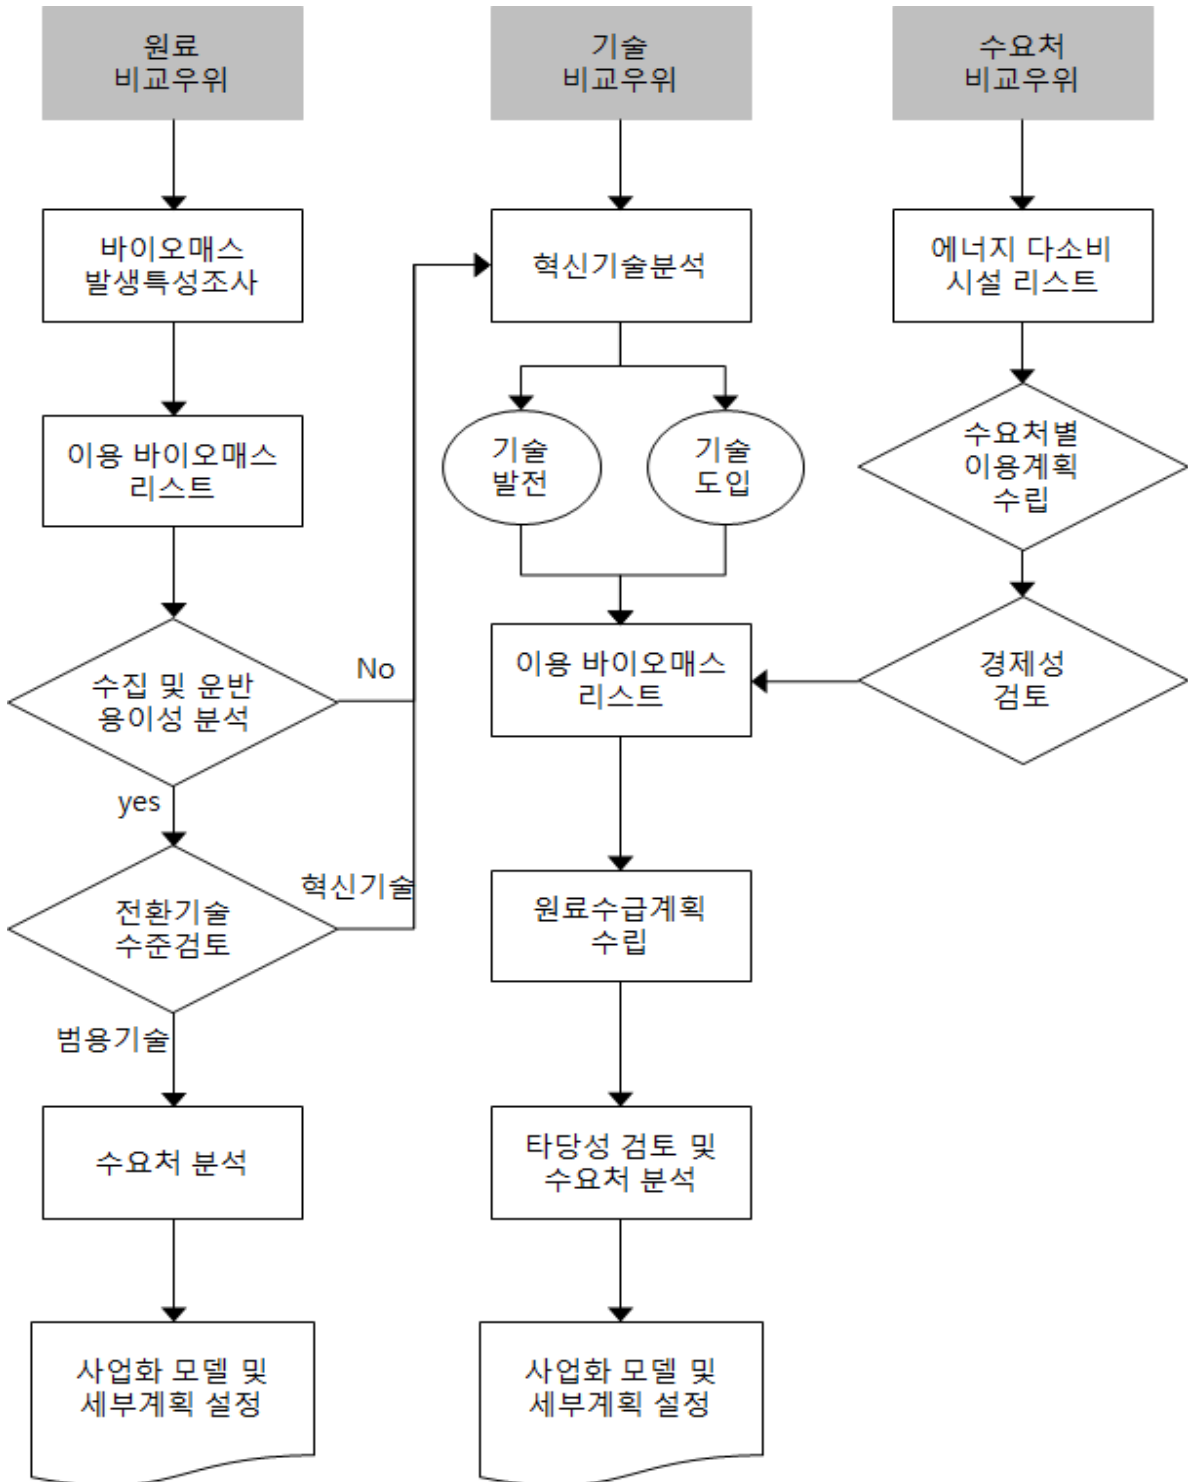 원료
비교우위
바이오매스
발생특성조사
이용 바이오매스
리스트
수집 및 운반
용이성 분석
No
yes
전환기술
수준검토
혁신기술
범용기술
수요처 분석
사업화 모델 및
세부계획 설정
기술
비교우위
혁신기술분석
기술
발전
기술
도입
이용 바이오매스
리스트
원료수급계획
수립
타당성 검토 및
수요처 분석
사업화 모델 및
세부계획 설정
수요처
비교우위
에너지 다소비
시설 리스트
수요처별
이용계획
수립
경제성
검토